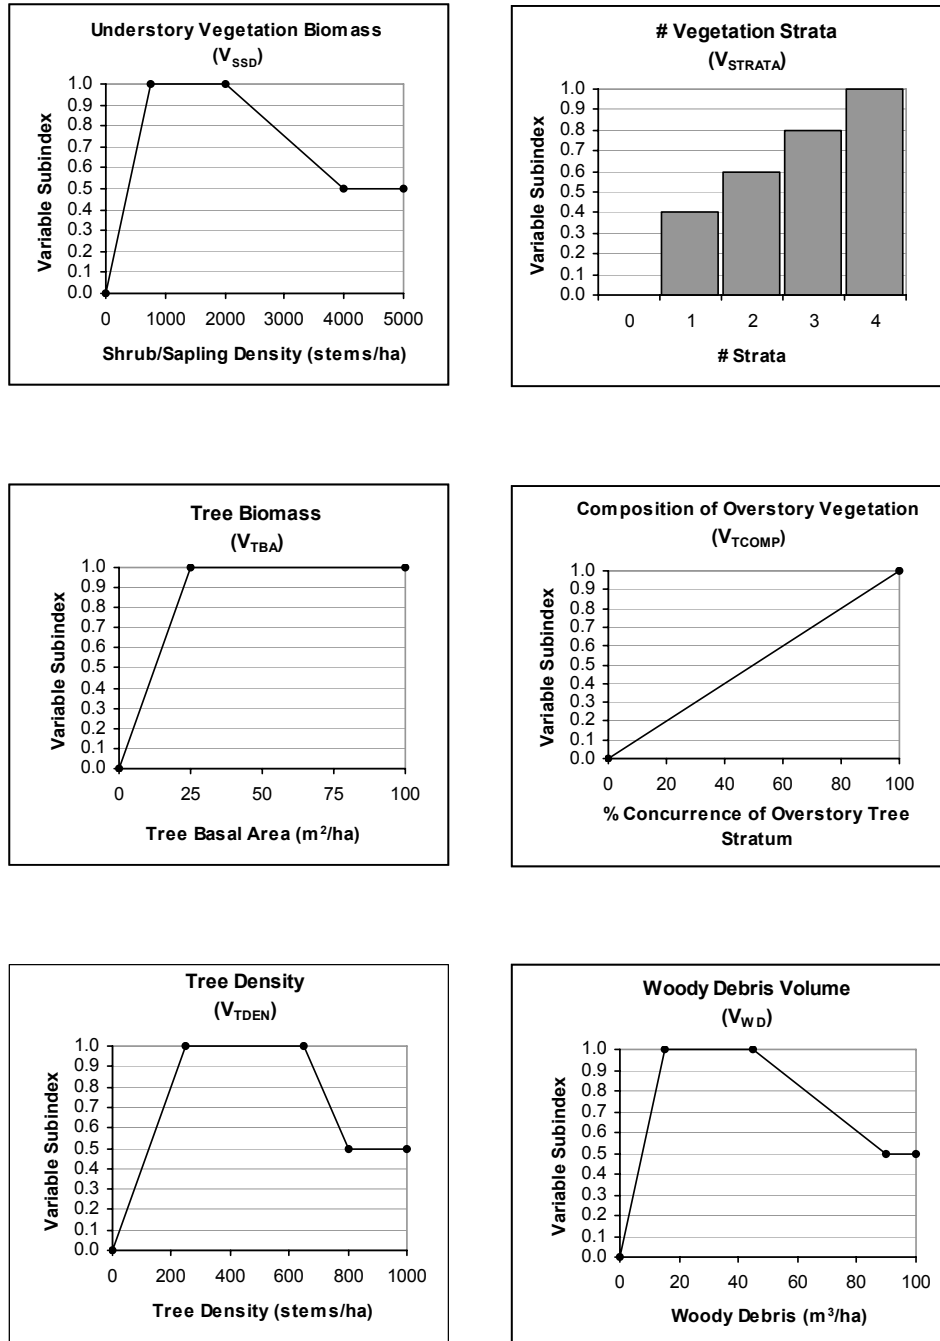 Understory Vegetation Biomass
(V_SSD)
Variable Subindex
1.0
0.9
0.8
0.7
0.6
0.5
0.4
0.3
0.2
0.1
0.0
0 1000 2000 3000 4000 5000
Shrub/Sapling Density (stems/ha)
# Vegetation Strata
(V_STRATA)
Variable Subindex
1.0
0.9
0.8
0.7
0.6
0.5
0.4
0.3
0.2
0.1
0.0
0 1 2 3 4
# Strata
Tree Biomass
(V_TBA)
Variable Subindex
1.0
0.9
0.8
0.7
0.6
0.5
0.4
0.3
0.2
0.1
0.0
0 25 50 75 100
Tree Basal Area (m²/ha)
Composition of Overstory Vegetation
(V_TCOMP)
Variable Subindex
1.0
0.9
0.8
0.7
0.6
0.5
0.4
0.3
0.2
0.1
0.0
0 20 40 60 80 100
% Concurrence of Overstory Tree
Stratum
Tree Density
(V_TDEN)
Variable Subindex
1.0
0.9
0.8
0.7
0.6
0.5
0.4
0.3
0.2
0.1
0.0
0 200 400 600 800 1000
Tree Density (stems/ha)
Woody Debris Volume
(V_WD)
Variable Subindex
1.0
0.9
0.8
0.7
0.6
0.5
0.4
0.3
0.2
0.1
0.0
0 20 40 60 80 100
Woody Debris (m³/ha)